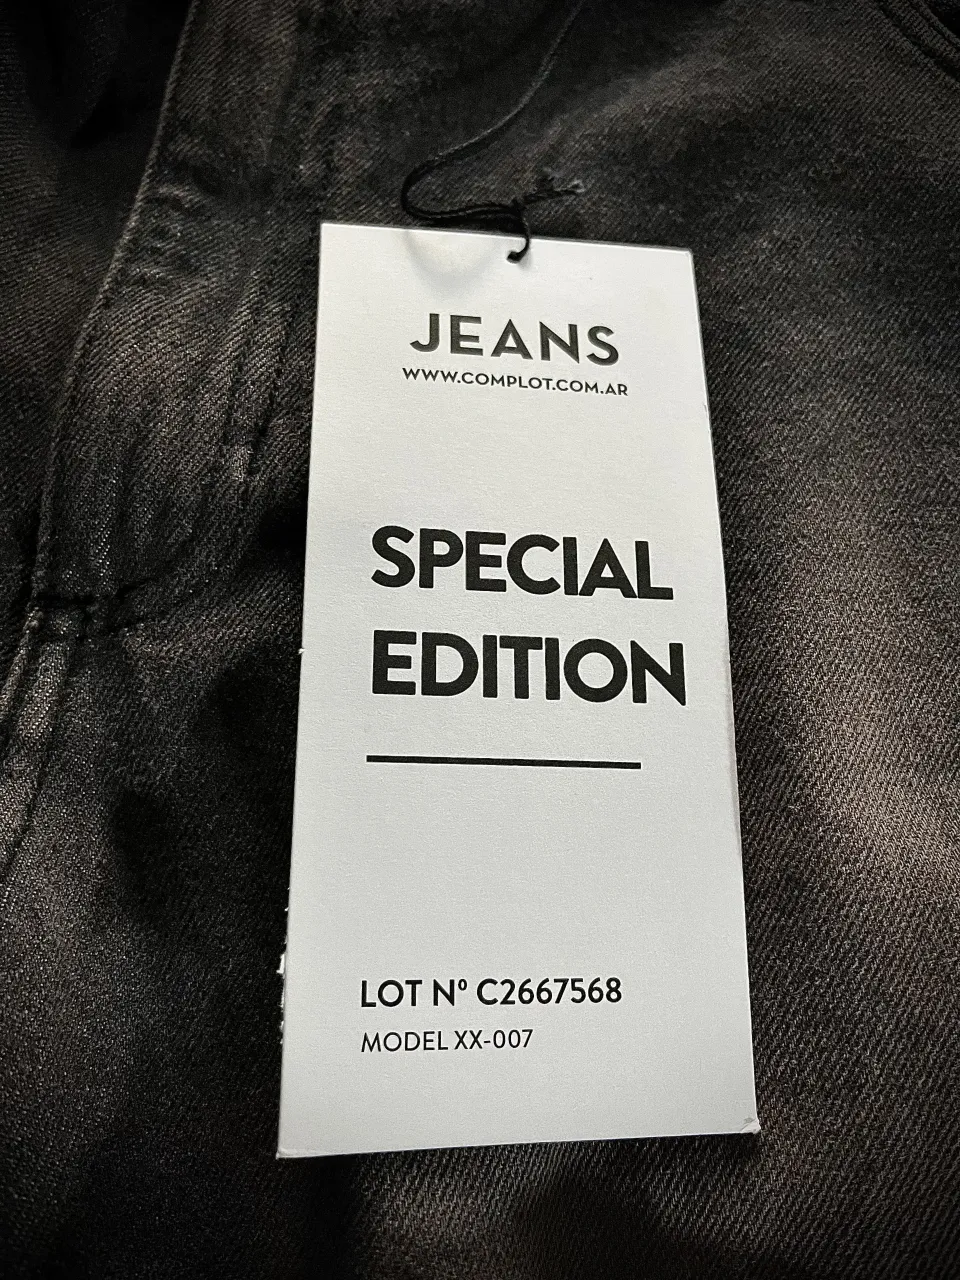 JEANS
WWW.COMPLOT.COM.AR
SPECIAL
EDITION
LOT Nº C2667568
MODEL XX-007